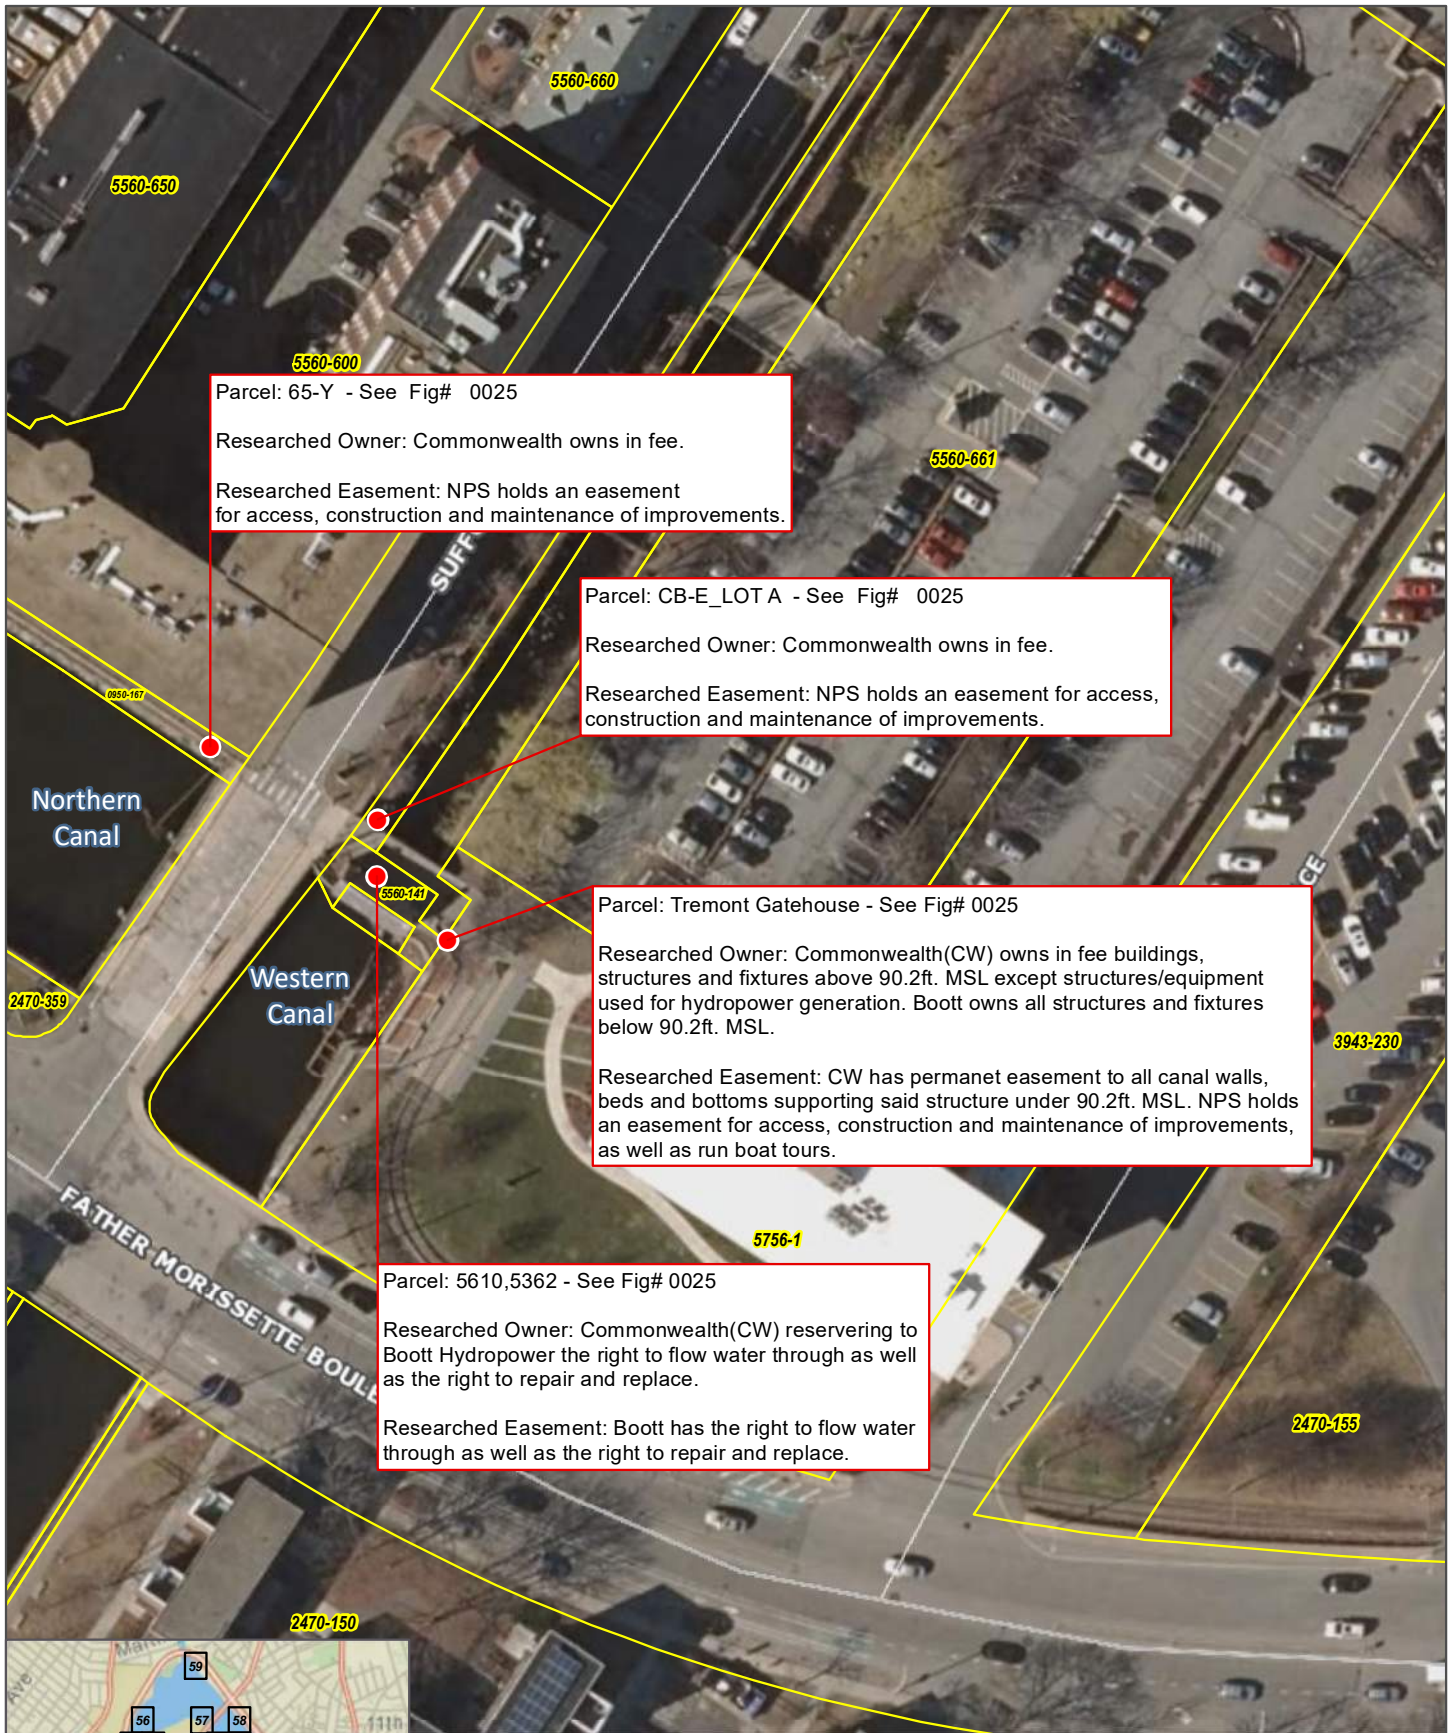 5560-660
5560-650
5560-600
Parcel: 65-Y - See Fig# 0025
Researched Owner: Commonwealth owns in fee.
Researched Easement: NPS holds an easement
for access, construction and maintenance of improvements.
5560-661
SUFF
Parcel: CB-E_LOT A - See Fig# 0025
Researched Owner: Commonwealth owns in fee.
Researched Easement: NPS holds an easement for access,
construction and maintenance of improvements.
0950-167
Northern
Canal
5560-141
CE
Parcel: Tremont Gatehouse - See Fig# 0025
Researched Owner: Commonwealth(CW) owns in fee buildings,
structures and fixtures above 90.2ft. MSL except structures/equipment
used for hydropower generation. Boott owns all structures and fixtures
below 90.2ft. MSL.
Researched Easement: CW has permanet easement to all canal walls,
beds and bottoms supporting said structure under 90.2ft. MSL. NPS holds
an easement for access, construction and maintenance of improvements,
as well as run boat tours.
Western
Canal
2470-359
3943-230
FATHER MORISSETTE BOULE
5756-1
Parcel: 5610,5362 - See Fig# 0025
Researched Owner: Commonwealth(CW) reservering to
Boott Hydropower the right to flow water through as well
as the right to repair and replace.
Researched Easement: Boott has the right to flow water
through as well as the right to repair and replace.
2470-155
2470-150
Ave
59
56
57
58